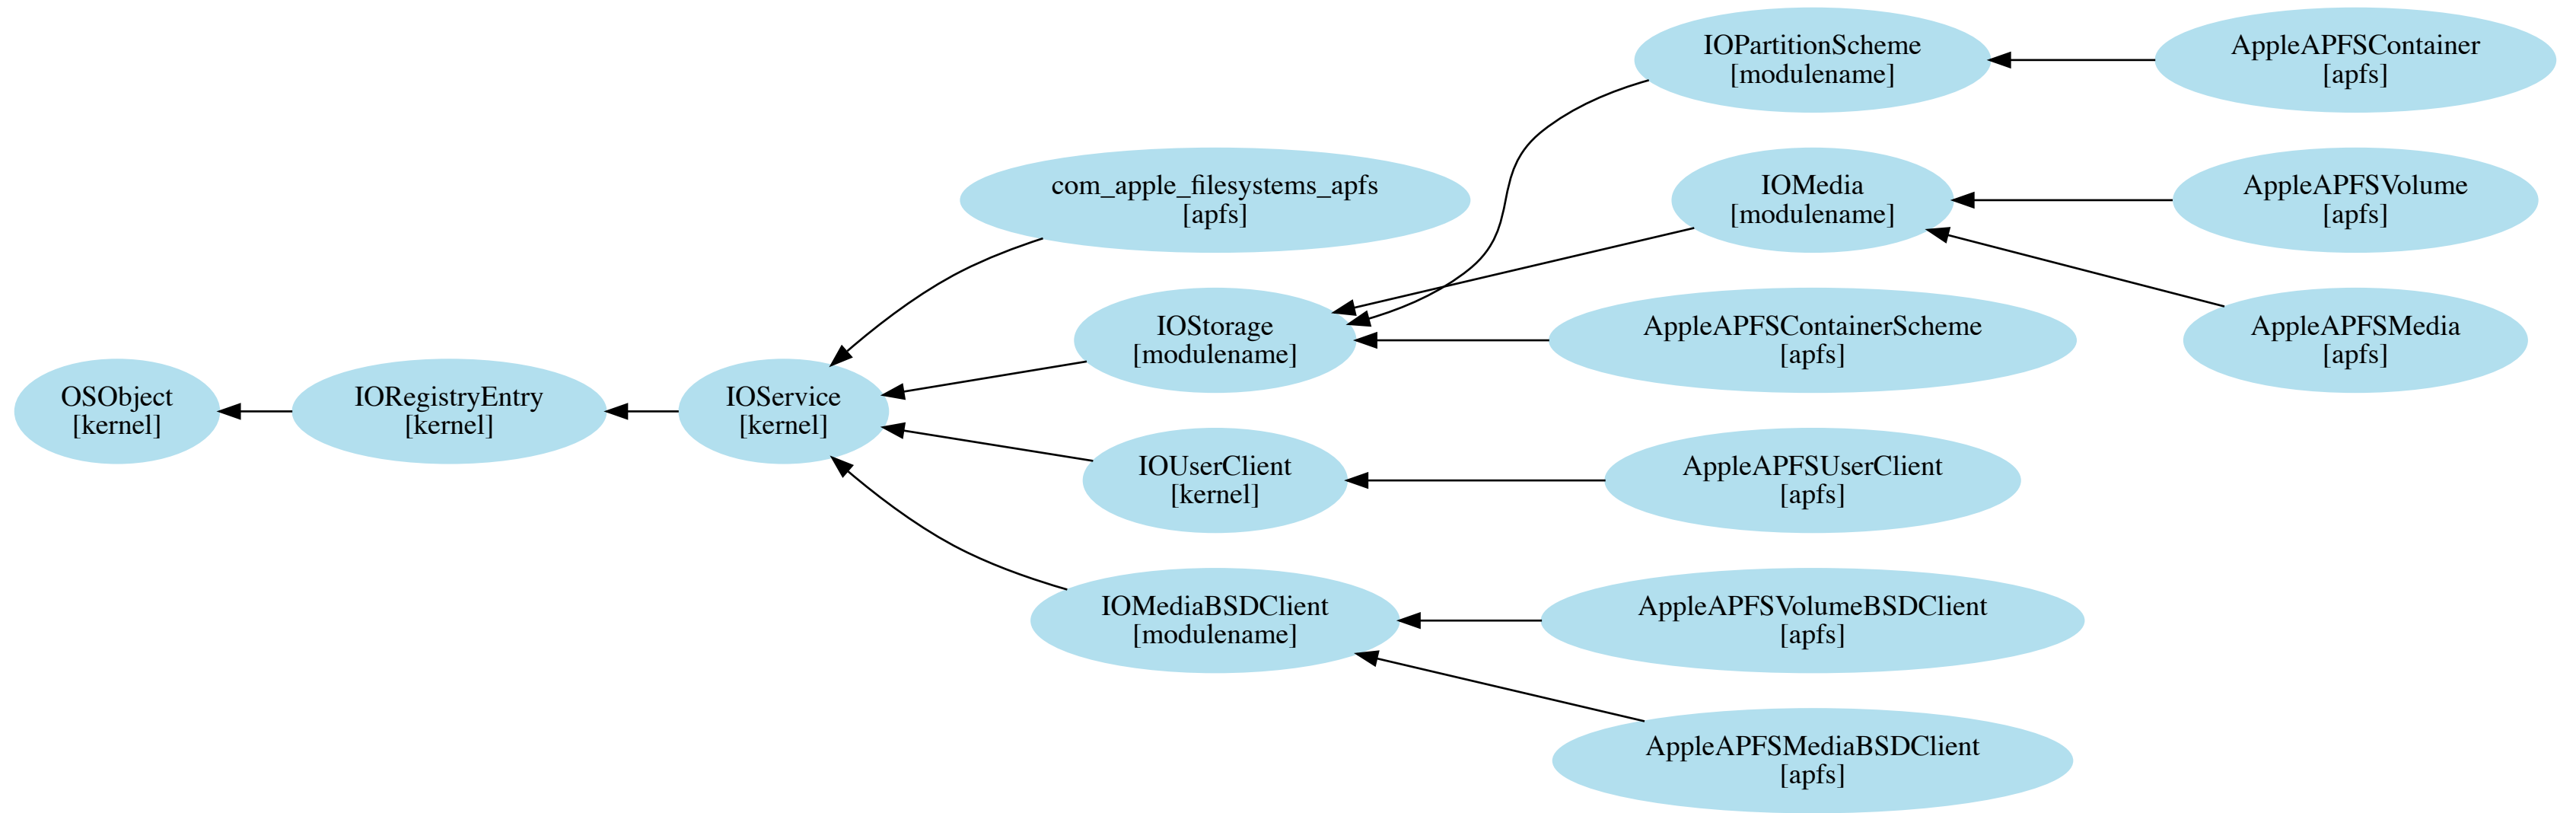 OSObject
[kernel]
IORegistryEntry
[kernel]
IOService
[kernel]
com_apple_filesystems_apfs
[apfs]
IOStorage
[modulename]
IOUserClient
[kernel]
IOMediaBSDClient
[modulename]
IOPartitionScheme
[modulename]
IOMedia
[modulename]
AppleAPFSContainerScheme
[apfs]
AppleAPFSUserClient
[apfs]
AppleAPFSVolumeBSDClient
[apfs]
AppleAPFSMediaBSDClient
[apfs]
AppleAPFSContainer
[apfs]
AppleAPFSVolume
[apfs]
AppleAPFSMedia
[apfs]